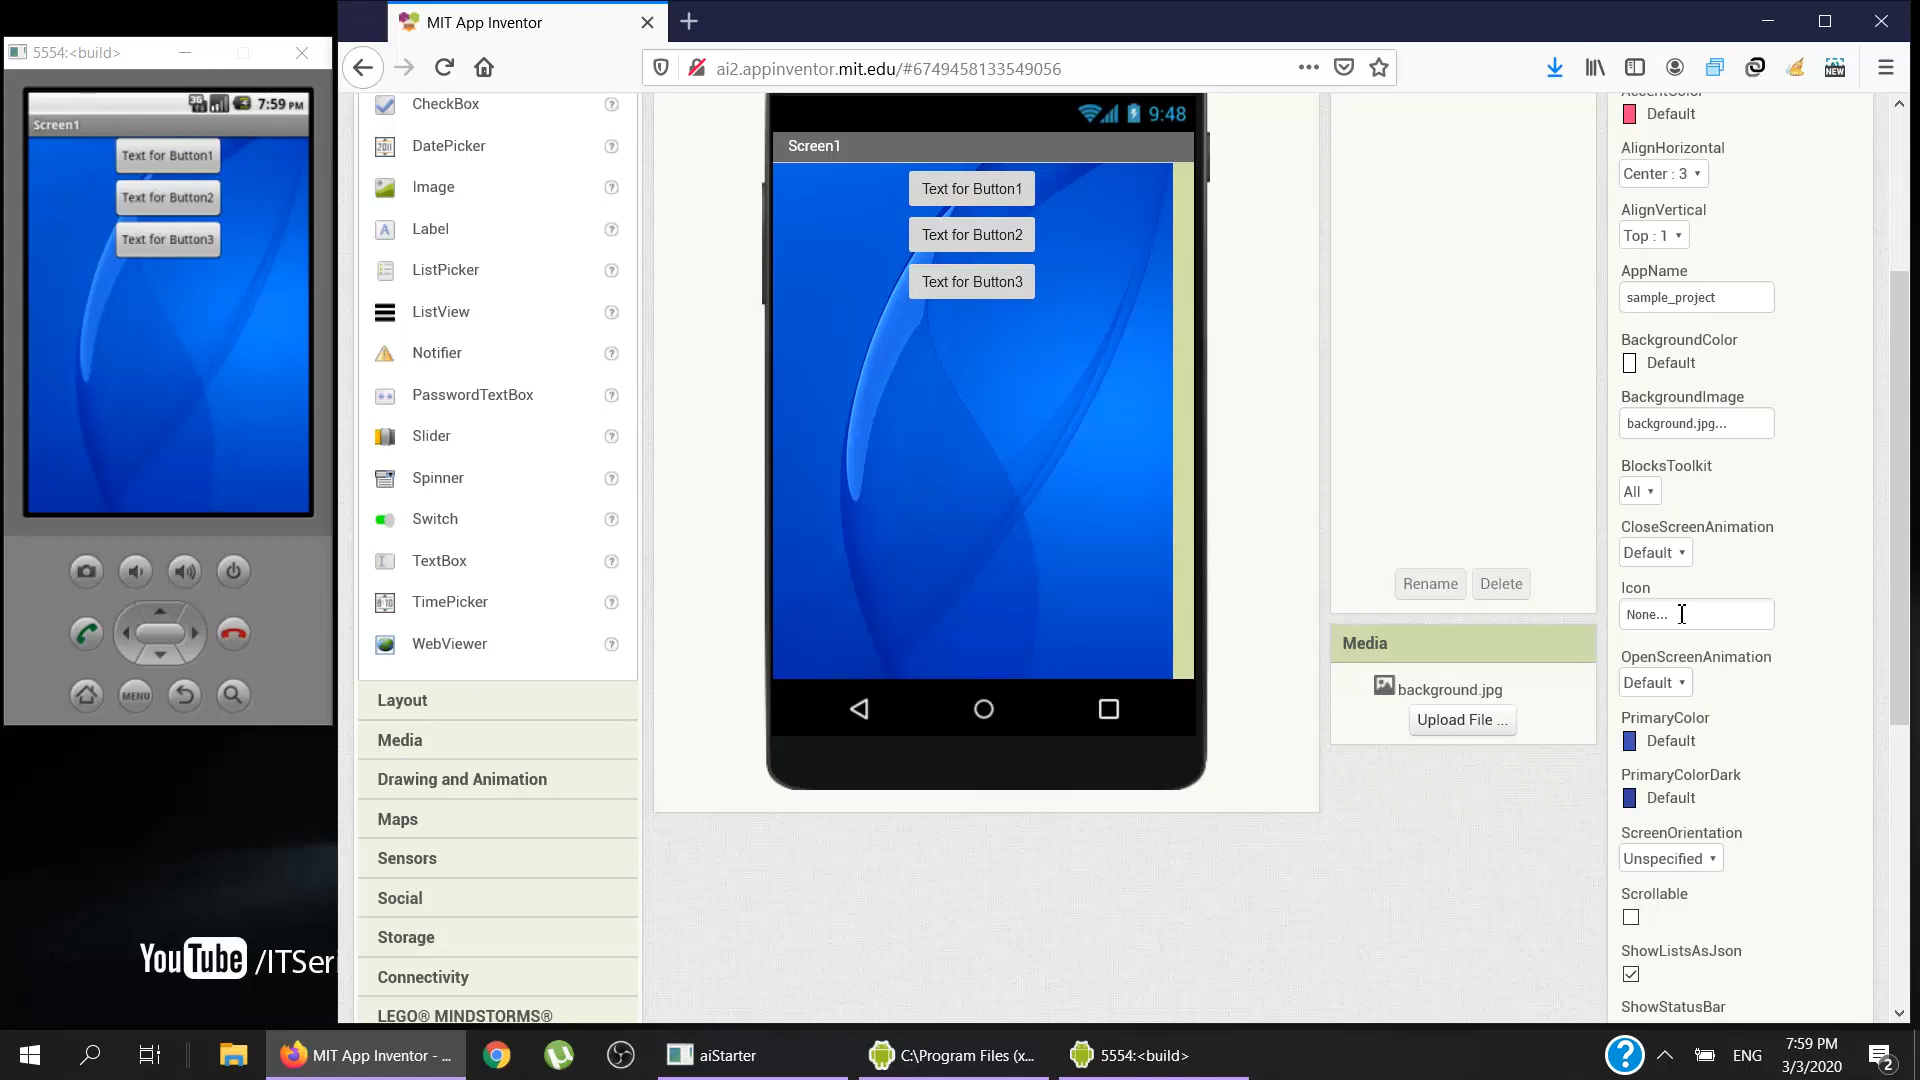 5554:<build>
3G
7:59 PM
Screen1
Text for Button1
Text for Button2
Text for Button3
MENU
YouTube /ITSeri
MIT App Inventor
ai2.appinventor.mit.edu/#6749458133549056
NEW
CheckBox
DatePicker
Image
Label
ListPicker
ListView
Notifier
PasswordTextBox
Slider
Spinner
Switch
TextBox
TimePicker
WebViewer
Layout
Media
Drawing and Animation
Maps
Sensors
Social
Storage
Connectivity
LEGO® MINDSTORMS®
9:48
Screen1
Text for Button1
Text for Button2
Text for Button3
Rename
Delete
Media
background.jpg
Upload File ...
AccentColor
Default
AlignHorizontal
Center : 3
AlignVertical
Top : 1
AppName
sample_project
BackgroundColor
Default
BackgroundImage
background.jpg...
BlocksToolkit
All
CloseScreenAnimation
Default
Icon
None...
OpenScreenAnimation
Default
PrimaryColor
Default
PrimaryColorDark
Default
ScreenOrientation
Unspecified
Scrollable
ShowListsAsJson
ShowStatusBar
MIT App Inventor - ...
aiStarter
C:\Program Files (x...
5554:<build>
ENG
7:59 PM
3/3/2020
2